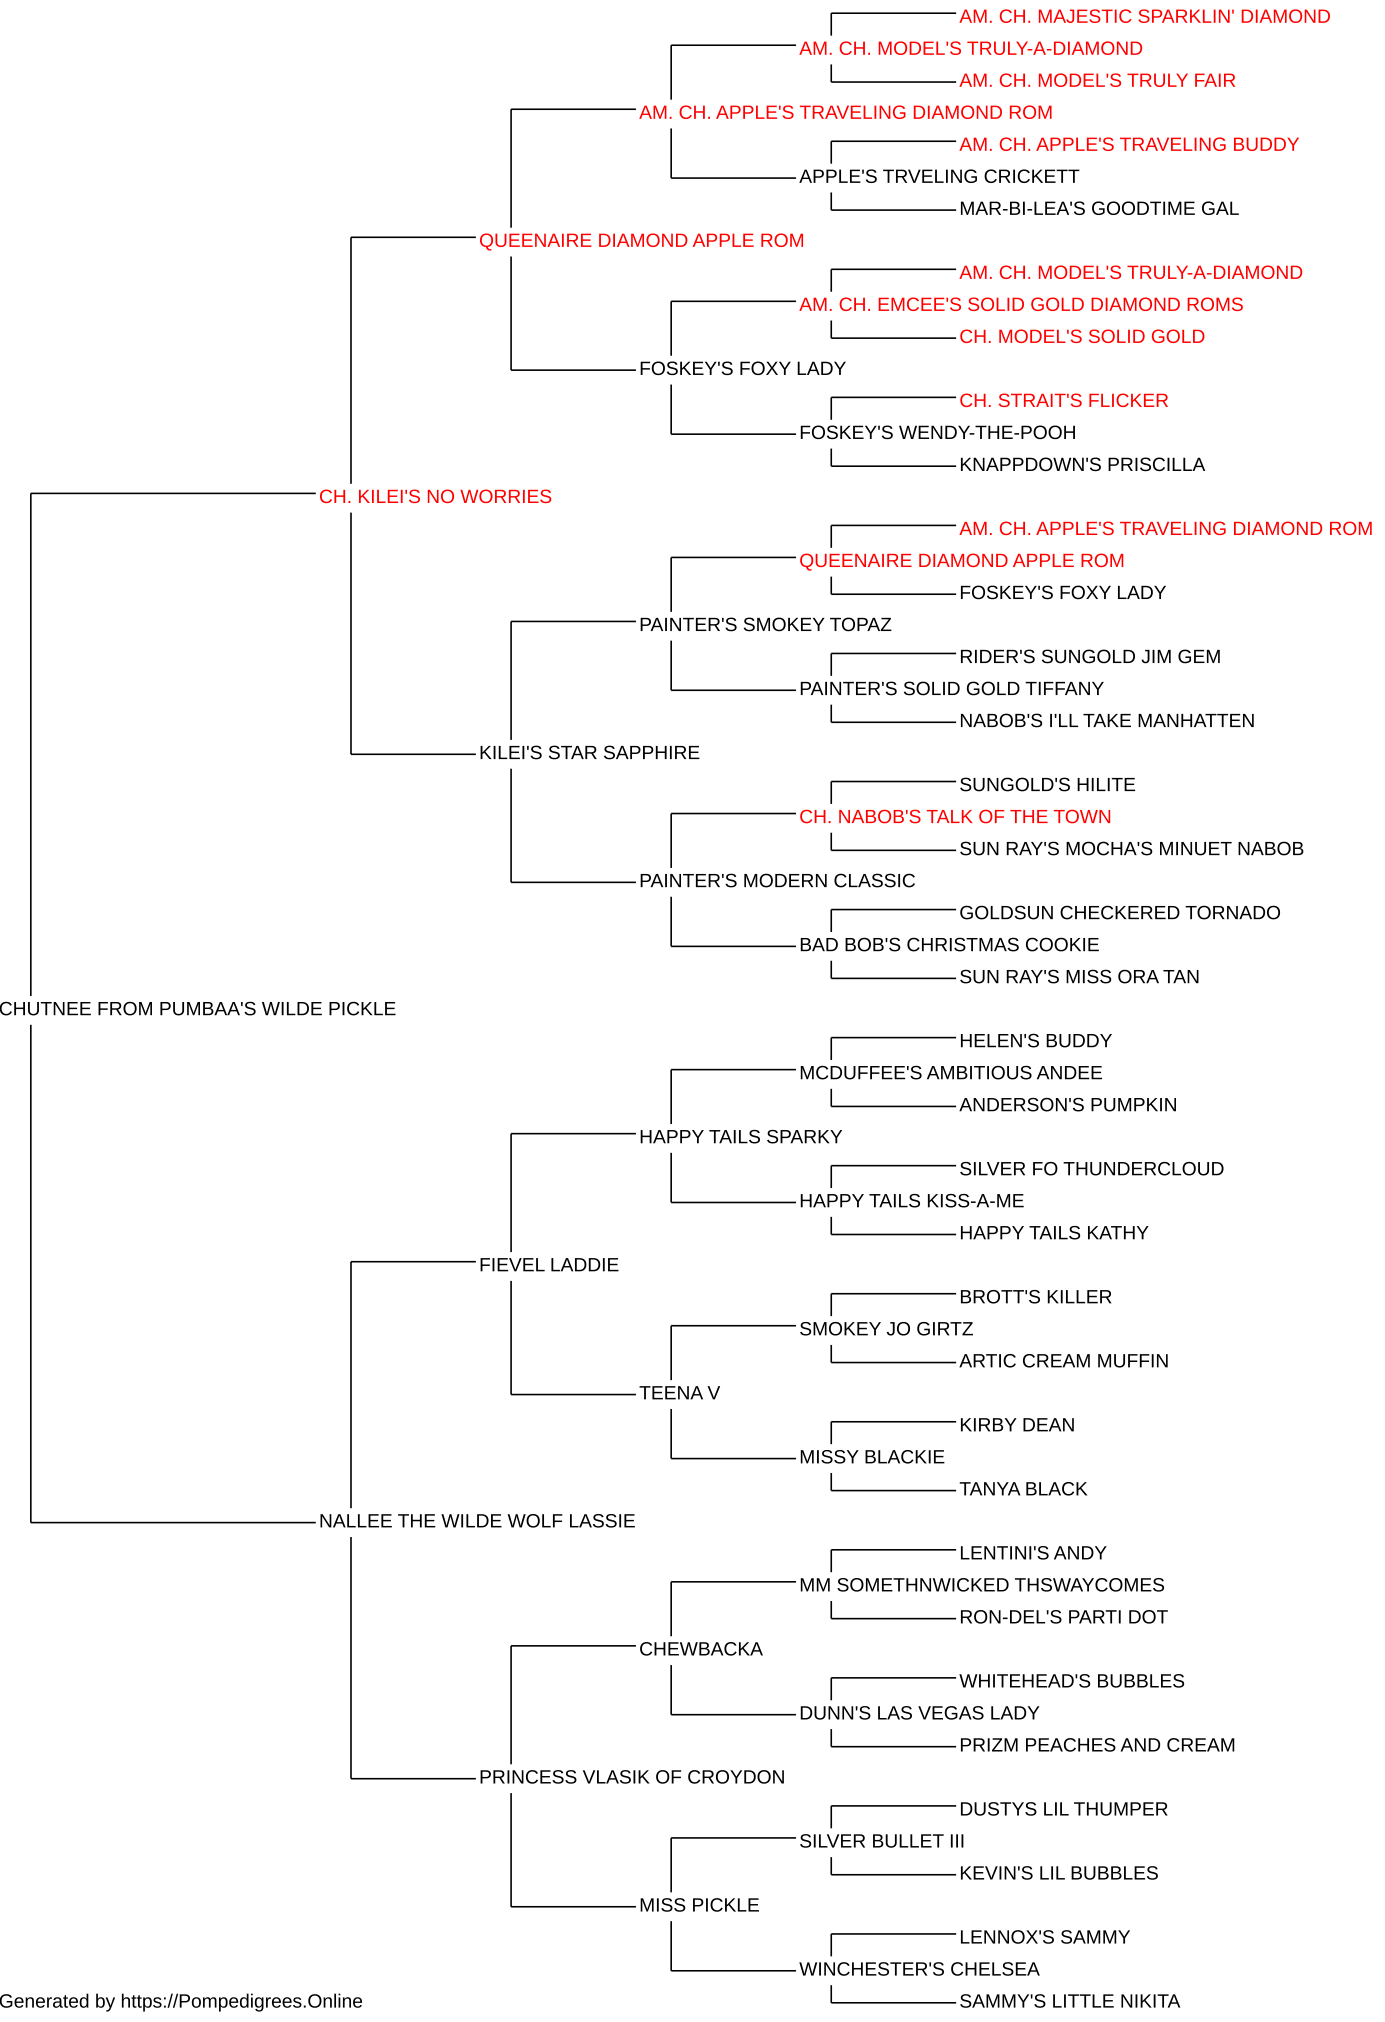 AM. CH. MAJESTIC SPARKLIN' DIAMOND
AM. CH. MODEL'S TRULY-A-DIAMOND
AM. CH. MODEL'S TRULY FAIR
AM. CH. APPLE'S TRAVELING DIAMOND ROM
AM. CH. APPLE'S TRAVELING BUDDY
APPLE'S TRVELING CRICKETT
MAR-BI-LEA'S GOODTIME GAL
QUEENAIRE DIAMOND APPLE ROM
AM. CH. MODEL'S TRULY-A-DIAMOND
AM. CH. EMCEE'S SOLID GOLD DIAMOND ROMS
CH. MODEL'S SOLID GOLD
FOSKEY'S FOXY LADY
CH. STRAIT'S FLICKER
FOSKEY'S WENDY-THE-POOH
KNAPPDOWN'S PRISCILLA
CH. KILEI'S NO WORRIES
AM. CH. APPLE'S TRAVELING DIAMOND ROM
QUEENAIRE DIAMOND APPLE ROM
FOSKEY'S FOXY LADY
PAINTER'S SMOKEY TOPAZ
RIDER'S SUNGOLD JIM GEM
PAINTER'S SOLID GOLD TIFFANY
NABOB'S I'LL TAKE MANHATTEN
KILEI'S STAR SAPPHIRE
SUNGOLD'S HILITE
CH. NABOB'S TALK OF THE TOWN
SUN RAY'S MOCHA'S MINUET NABOB
PAINTER'S MODERN CLASSIC
GOLDSUN CHECKERED TORNADO
BAD BOB'S CHRISTMAS COOKIE
SUN RAY'S MISS ORA TAN
CHUTNEE FROM PUMBAA'S WILDE PICKLE
HELEN'S BUDDY
MCDUFFEE'S AMBITIOUS ANDEE
ANDERSON'S PUMPKIN
HAPPY TAILS SPARKY
SILVER FO THUNDERCLOUD
HAPPY TAILS KISS-A-ME
HAPPY TAILS KATHY
FIEVEL LADDIE
BROTT'S KILLER
SMOKEY JO GIRTZ
ARTIC CREAM MUFFIN
TEENA V
KIRBY DEAN
MISSY BLACKIE
TANYA BLACK
NALLEE THE WILDE WOLF LASSIE
LENTINI'S ANDY
MM SOMETHNWICKED THSWAYCOMES
RON-DEL'S PARTI DOT
CHEWBACKA
WHITEHEAD'S BUBBLES
DUNN'S LAS VEGAS LADY
PRIZM PEACHES AND CREAM
PRINCESS VLASIK OF CROYDON
DUSTYS LIL THUMPER
SILVER BULLET III
KEVIN'S LIL BUBBLES
MISS PICKLE
LENNOX'S SAMMY
WINCHESTER'S CHELSEA
SAMMY'S LITTLE NIKITA
Generated by https://Pompedigrees.Online